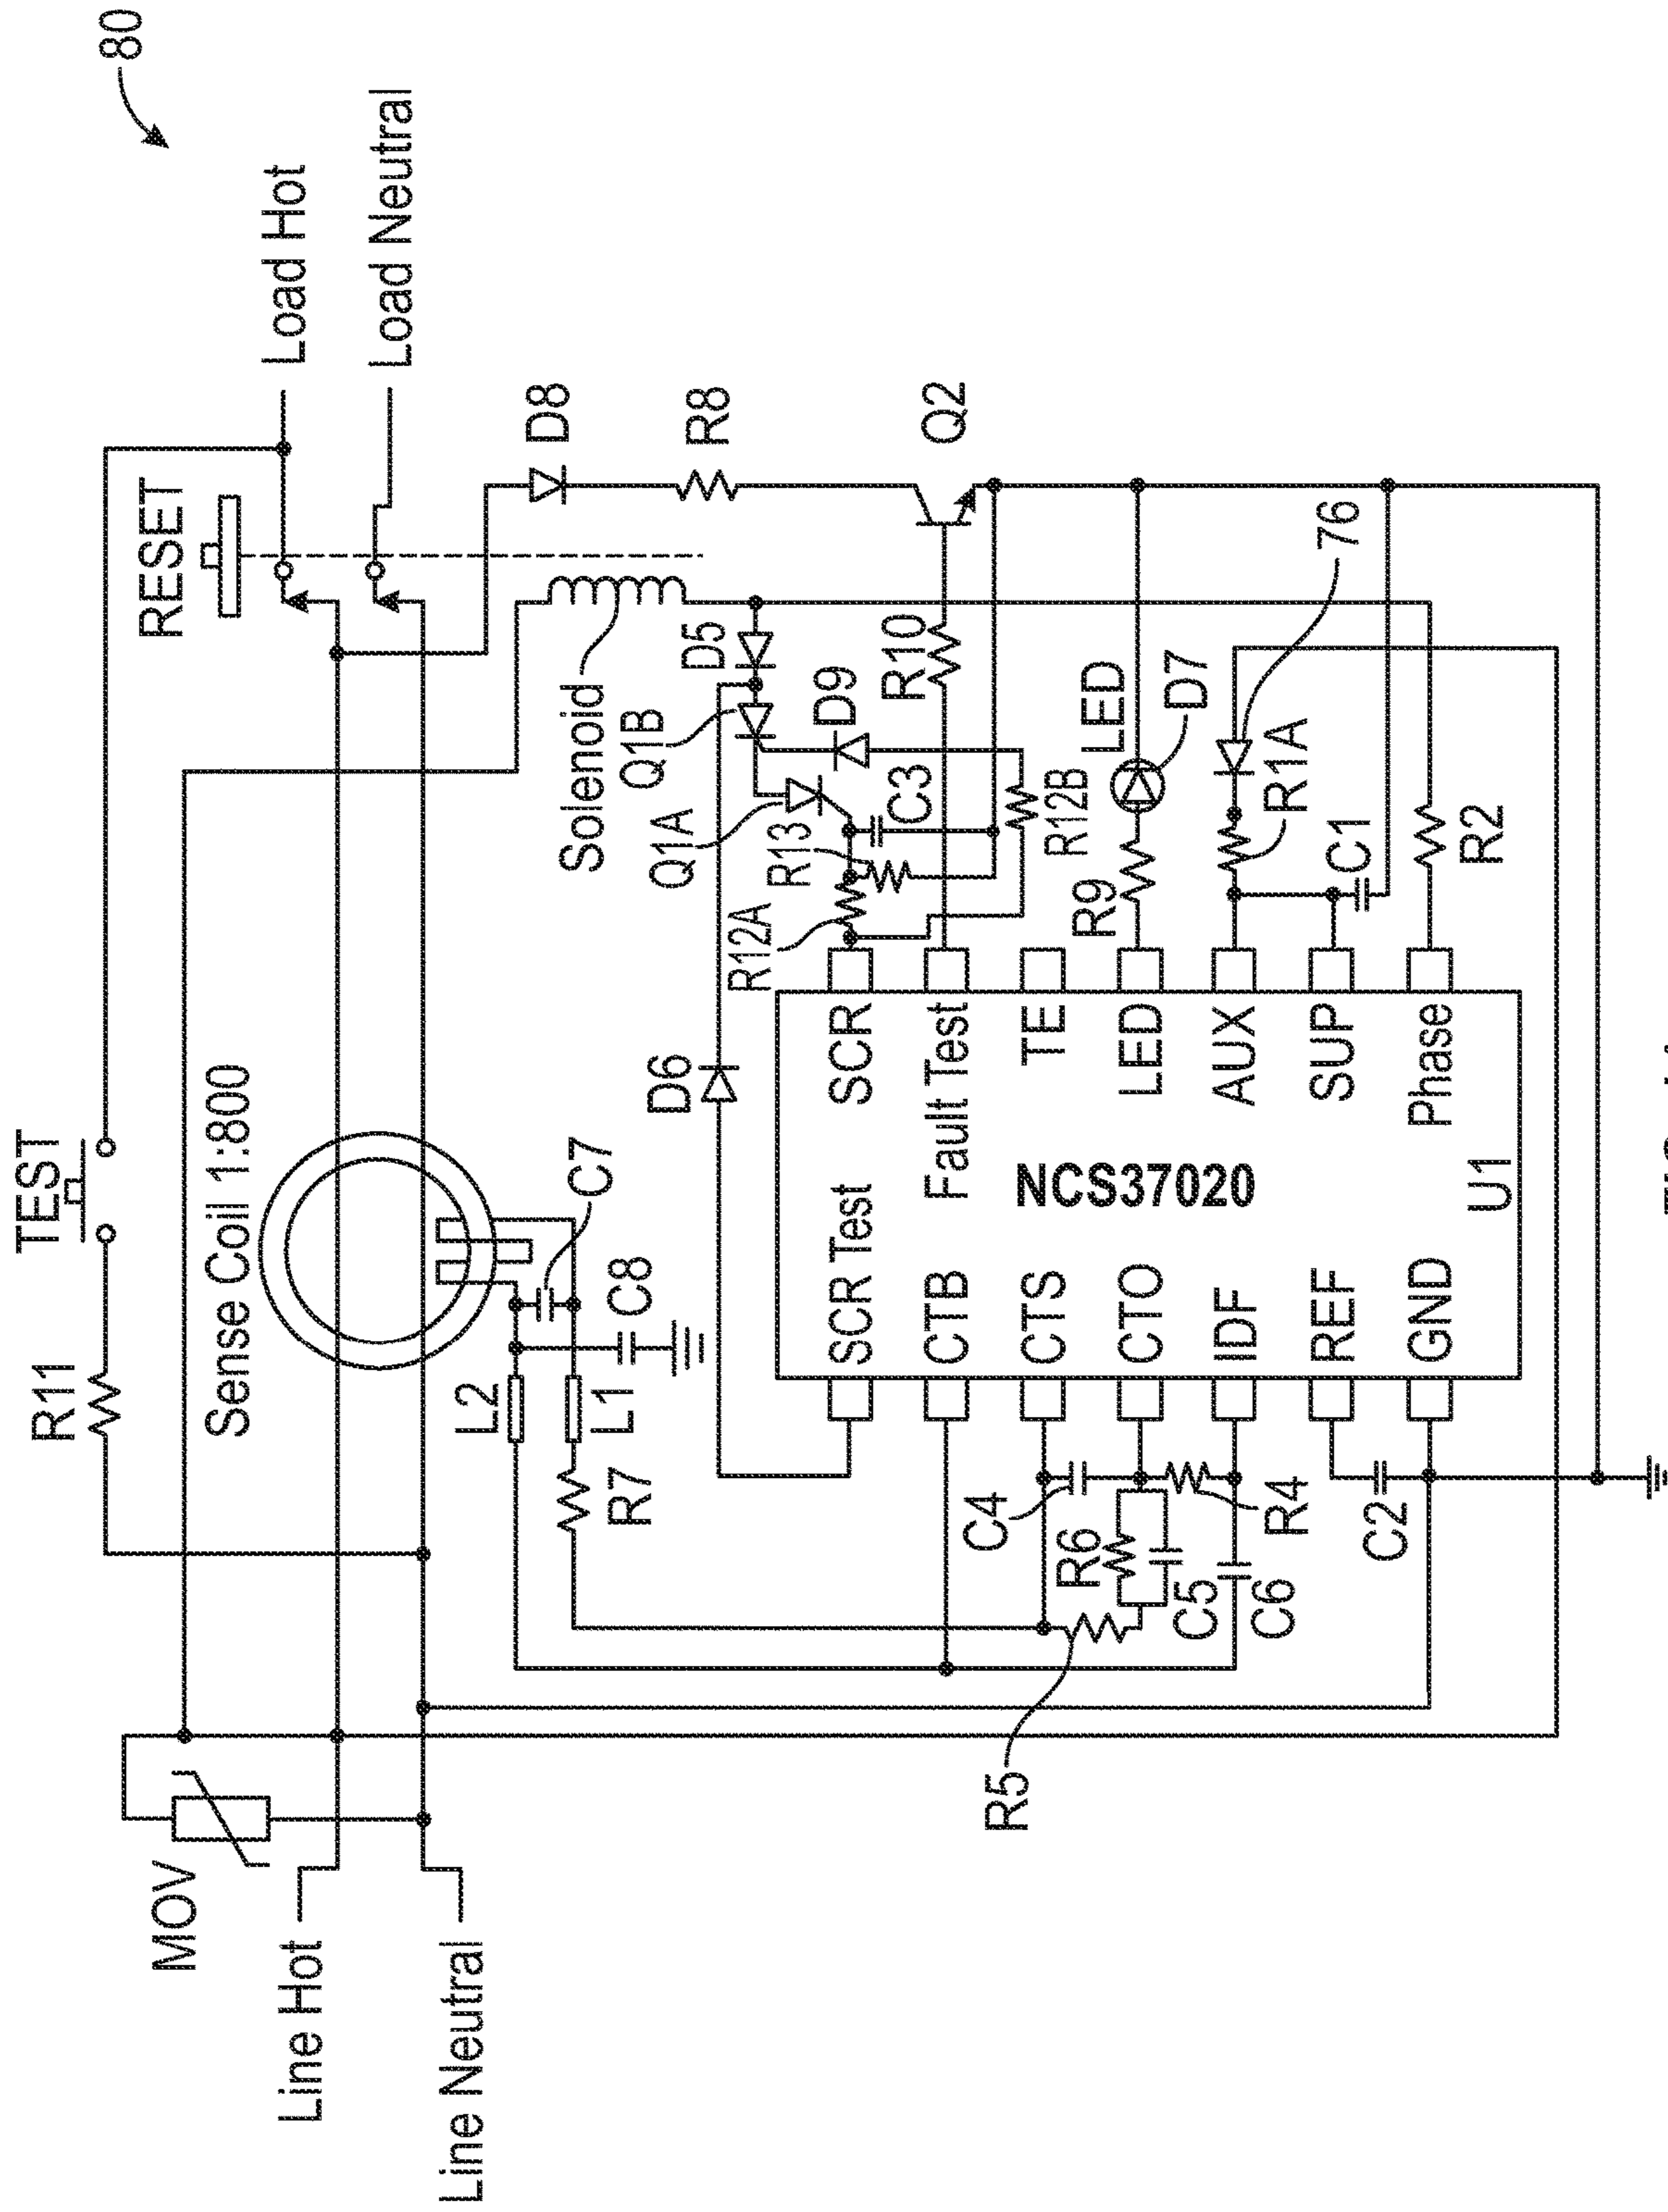 80
TEST
R11
MOV
Sense Coil 1:800
RESET
Load Hot
Load Neutral
Line Hot
Line Neutral
L2
L1
R7
C7
C8
D8
R8
Q2
Solenoid
D5
Q1B
Q1A
D9
R10
R13
C3
R12A
R12B
D6
LED
D7
R9
76
R1A
C1
R2
SCR Test
CTB
CTS
CTO
IDF
REF
GND
NCS37020
U1
SCR
Fault Test
TE
LED
AUX
SUP
Phase
C4
R6
C5
R4
C6
R5
C2